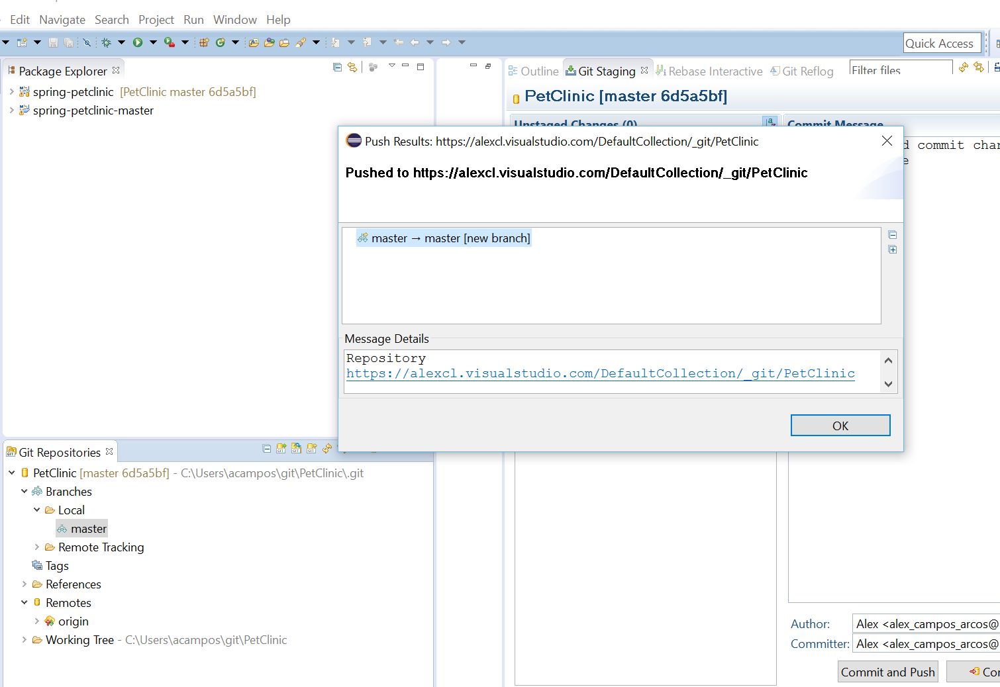 Edit Navigate Search Project Run Window Help
Quick Access
Package Explorer
spring-petclinic [PetClinic master 6d5a5bf]
spring-petclinic-master
Outline Git Staging Rebase Interactive Git Reflog Filter files
PetClinic [master 6d5a5bf]
Unstaged Changes (0) Commit Message
d commit char
e
Push Results: https://alexcl.visualstudio.com/DefaultCollection/_git/PetClinic
Pushed to https://alexcl.visualstudio.com/DefaultCollection/_git/PetClinic
master → master [new branch]
Message Details
Repository
https://alexcl.visualstudio.com/DefaultCollection/_git/PetClinic
OK
Git Repositories
PetClinic [master 6d5a5bf] - C:\Users\acampos\git\PetClinic\.git
Branches
Local
master
Remote Tracking
Tags
References
Remotes
origin
Working Tree - C:\Users\acampos\git\PetClinic
Author: Alex <alex_campos_arcos@
Committer: Alex <alex_campos_arcos@
Commit and Push Co